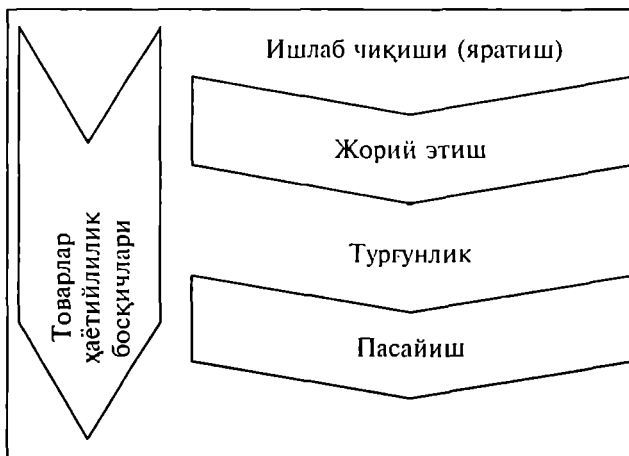 Товарлар
ҳаётийлилик
босқичлари
Ишлаб чиқиши (яратиш)
Жорий этиш
Турғунлик
Пасайиш